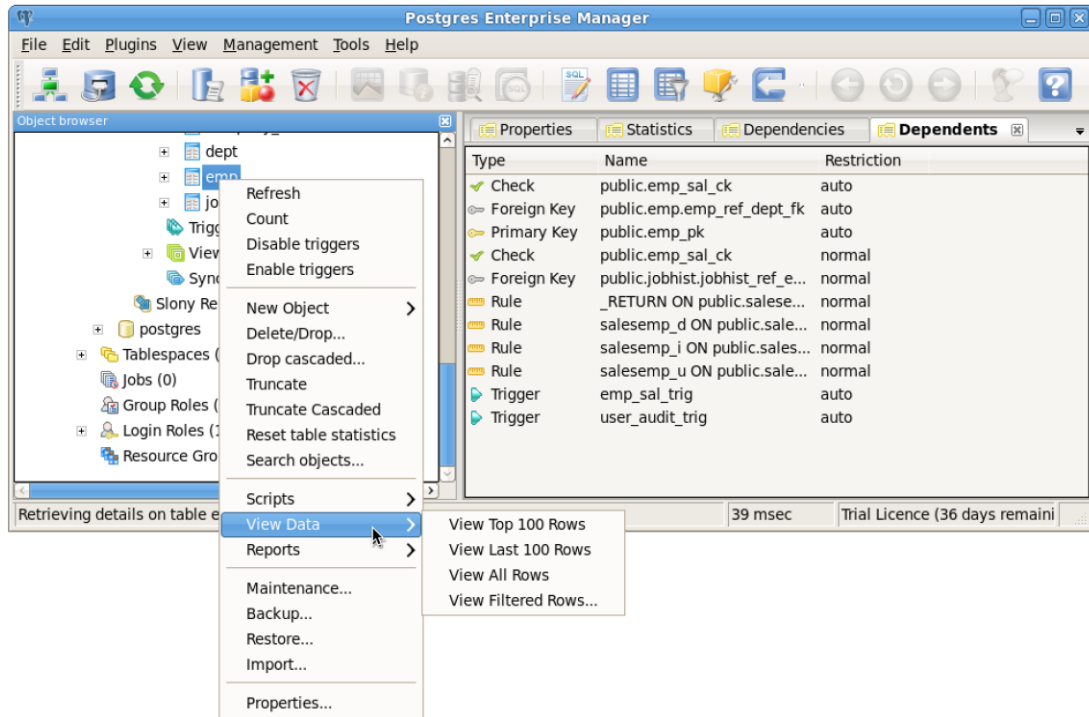 Postgres Enterprise Manager
File Edit Plugins View Management Tools Help
SQL
SQL
Object browser
dept
emp
jo
Trigg
View
Syno
Slony Re
postgres
Tablespaces (
Jobs (0)
Group Roles (
Login Roles (1
Resource Gro
Retrieving details on table e
Refresh
Count
Disable triggers
Enable triggers
New Object
Delete/Drop...
Drop cascaded...
Truncate
Truncate Cascaded
Reset table statistics
Search objects...
Scripts
View Data
Reports
Maintenance...
Backup...
Restore...
Import...
Properties...
View Top 100 Rows
View Last 100 Rows
View All Rows
View Filtered Rows...
Properties Statistics Dependencies Dependents
Type Name Restriction
Check public.emp_sal_ck auto
Foreign Key public.emp.emp_ref_dept_fk auto
Primary Key public.emp_pk auto
Check public.emp_sal_ck normal
Foreign Key public.jobhist.jobhist_ref_e... normal
Rule _RETURN ON public.salese... normal
Rule salesemp_d ON public.sale... normal
Rule salesemp_i ON public.sales... normal
Rule salesemp_u ON public.sale... normal
Trigger emp_sal_trig auto
Trigger user_audit_trig auto
39 msec Trial Licence (36 days remaini